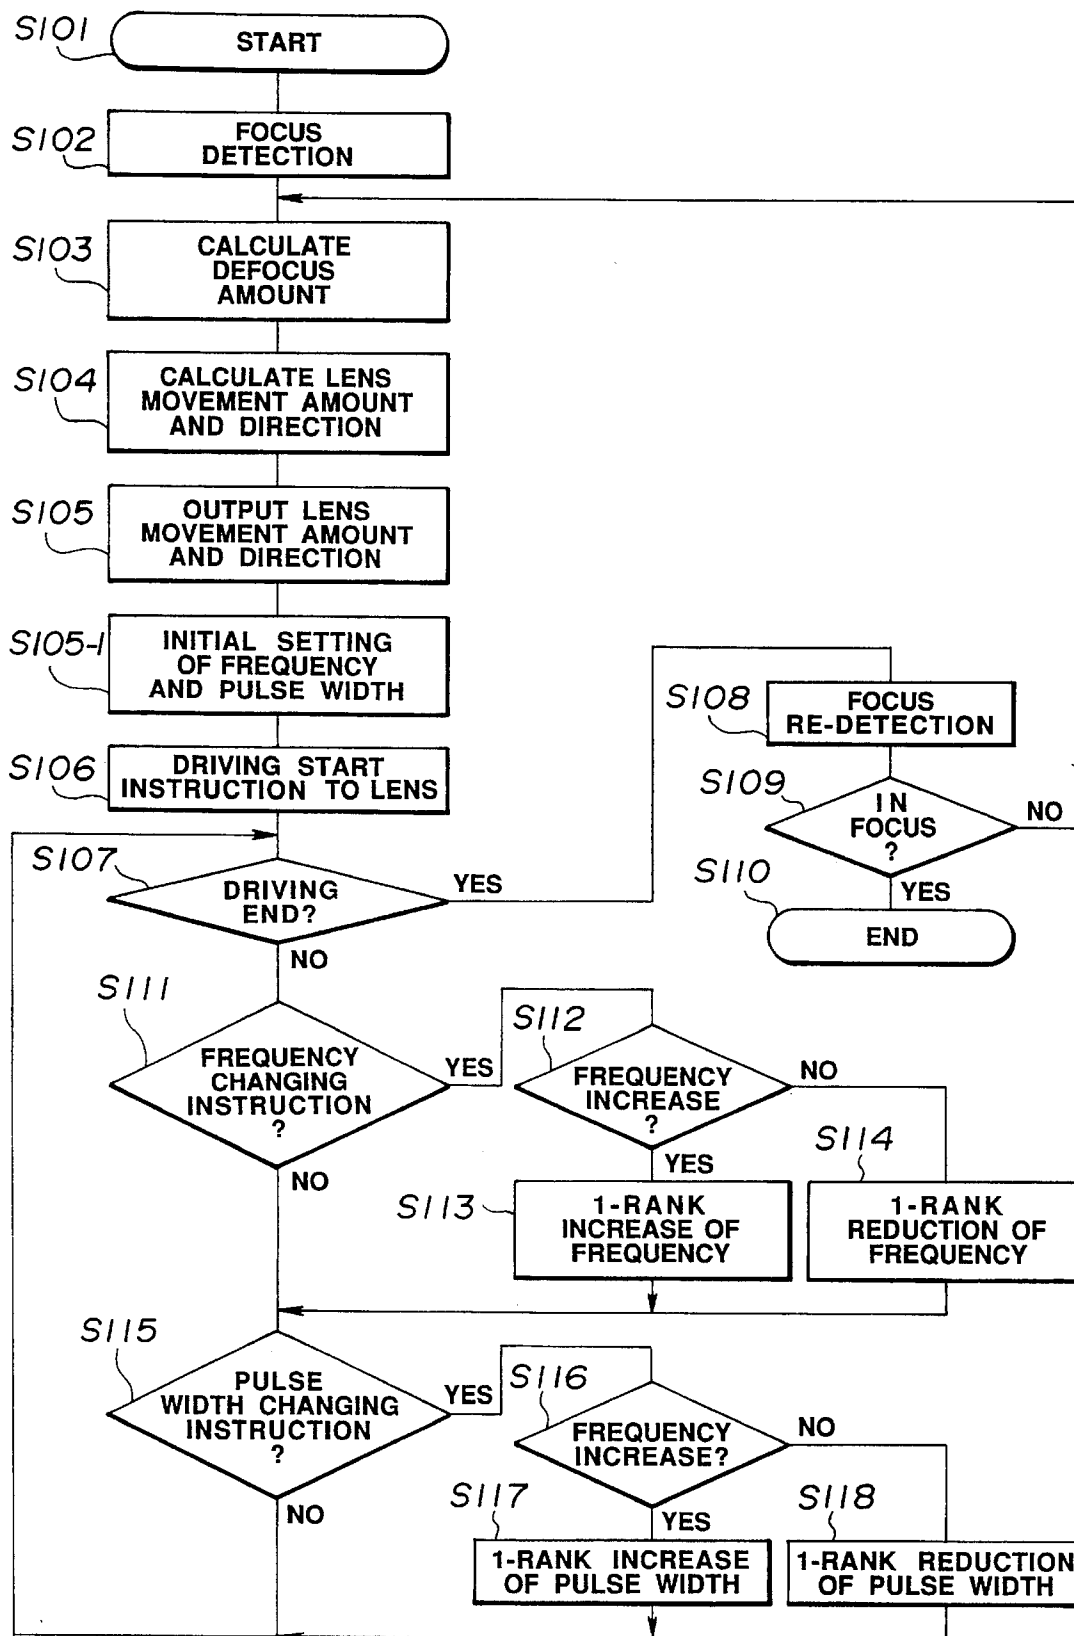 S101
START
S102
FOCUS
DETECTION
S103
CALCULATE
DEFOCUS
AMOUNT
S104
CALCULATE LENS
MOVEMENT AMOUNT
AND DIRECTION
S105
OUTPUT LENS
MOVEMENT AMOUNT
AND DIRECTION
S105-1
INITIAL SETTING
OF FREQUENCY
AND PULSE WIDTH
S106
DRIVING START
INSTRUCTION TO LENS
S107
DRIVING
END?
YES
NO
S108
FOCUS
RE-DETECTION
S109
IN
FOCUS
?
NO
YES
S110
END
S111
FREQUENCY
CHANGING
INSTRUCTION
?
YES
NO
S112
FREQUENCY
INCREASE
?
NO
YES
S113
1-RANK
INCREASE OF
FREQUENCY
S114
1-RANK
REDUCTION OF
FREQUENCY
S115
PULSE
WIDTH CHANGING
INSTRUCTION
?
YES
NO
S116
FREQUENCY
INCREASE?
NO
YES
S117
1-RANK INCREASE
OF PULSE WIDTH
S118
1-RANK REDUCTION
OF PULSE WIDTH